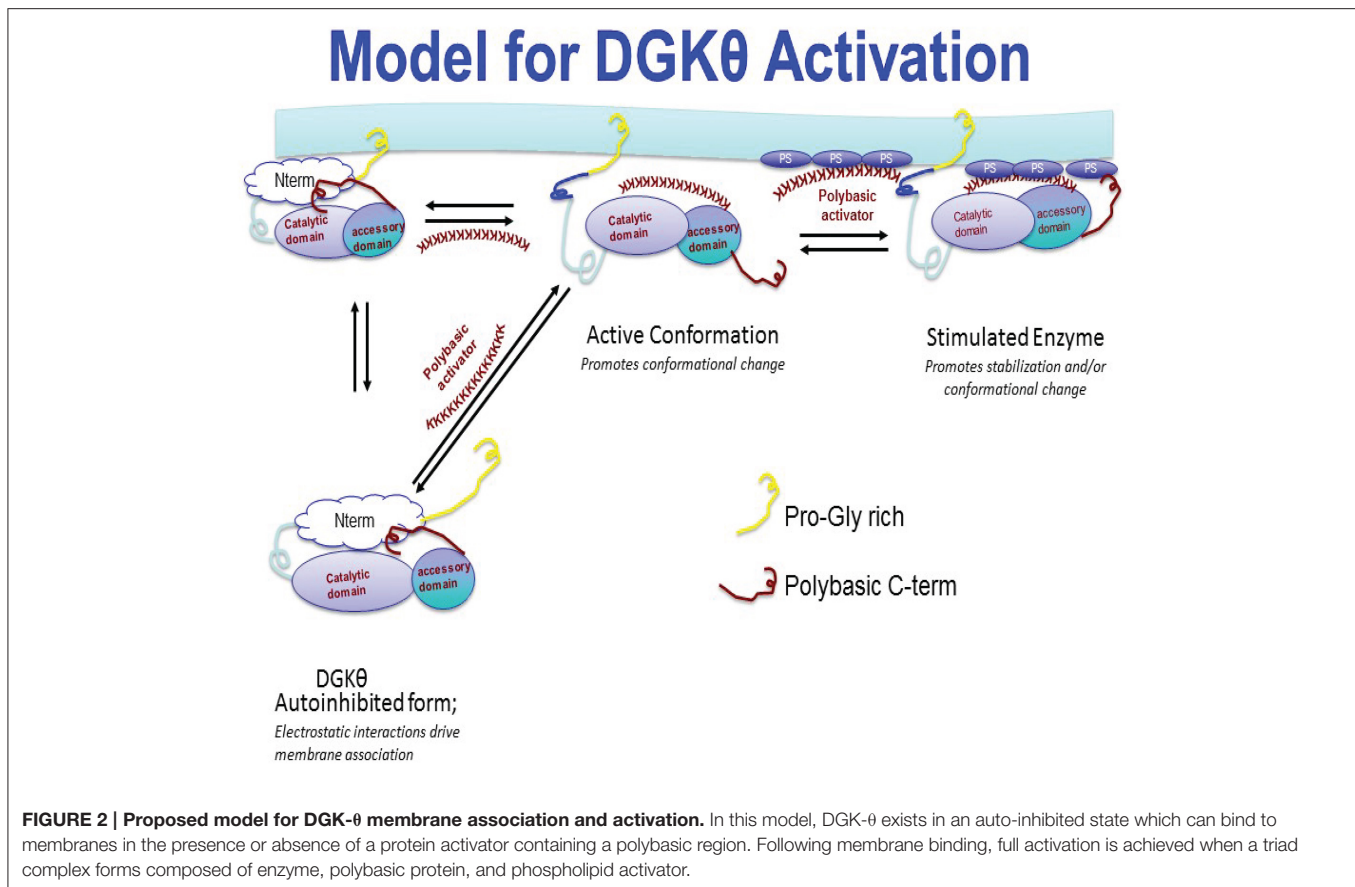 Model for DGKθ Activation
Nterm
Catalytic
domain
accessory
domain
KKKKKKKKKKKK
KKKKKKKKKKKK
Catalytic
domain
accessory
domain
PS PS PS
KKKKKKKKKKKK
Polybasic
activator
PS PS PS
KKKKKKKKKKKK
Catalytic
domain
accessory
domain
Active Conformation
Promotes conformational change
Stimulated Enzyme
Promotes stabilization and/or
conformational change
Polybasic
activator
KKKKKKKKKKKKK
Nterm
Catalytic
domain
accessory
domain
Pro-Gly rich
Polybasic C-term
DGKθ
Autoinhibited form;
Electrostatic interactions drive
membrane association
FIGURE 2 | Proposed model for DGK-θ membrane association and activation. In this model, DGK-θ exists in an auto-inhibited state which can bind to
membranes in the presence or absence of a protein activator containing a polybasic region. Following membrane binding, full activation is achieved when a triad
complex forms composed of enzyme, polybasic protein, and phospholipid activator.